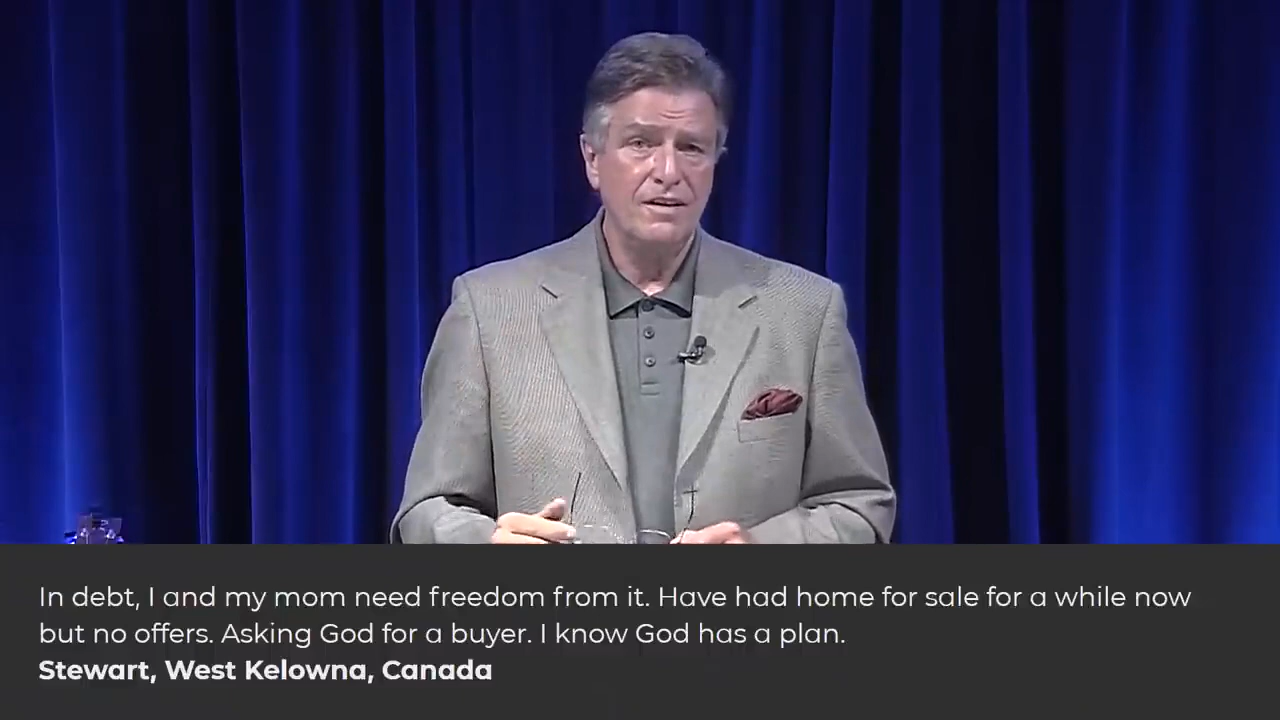 In debt, I and my mom need freedom from it. Have had home for sale for a while now
but no offers. Asking God for a buyer. I know God has a plan.
Stewart, West Kelowna, Canada